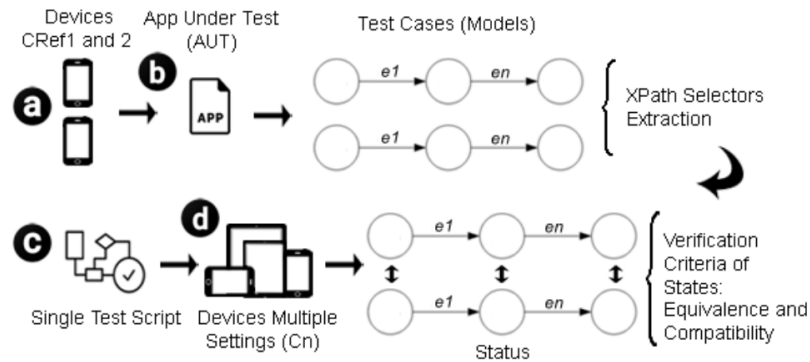 Devices
CRef1 and 2
App Under Test
(AUT)
Test Cases (Models)
a
b
APP
e1
en
e1
en
XPath Selectors
Extraction
c
d
Single Test Script
Devices Multiple
Settings (Cn)
e1
en
e1
en
Status
Verification
Criteria of
States:
Equivalence and
Compatibility